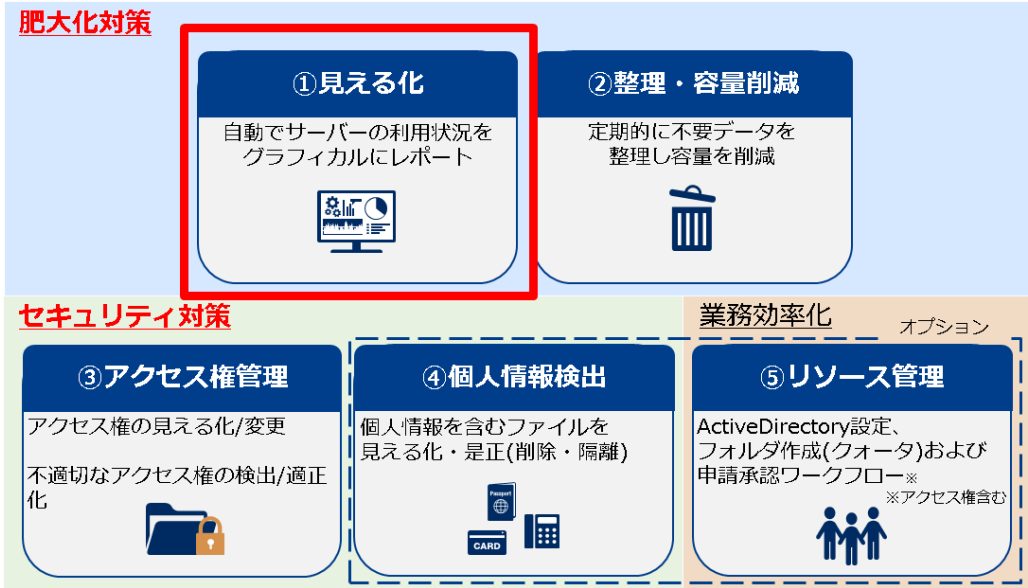 肥大化対策
①見える化
自動でサーバーの利用状況を
グラフィカルにレポート
②整理・容量削減
定期的に不要データを
整理し容量を削減
セキュリティ対策
③アクセス権管理
アクセス権の見える化/変更
不適切なアクセス権の検出/適正
化
④個人情報検出
個人情報を含むファイルを
見える化・是正(削除・隔離)
Passport
CARD
業務効率化
オプション
⑤リソース管理
ActiveDirectory設定、
フォルダ作成(クォータ)および
申請承認ワークフロー※
※アクセス権含む